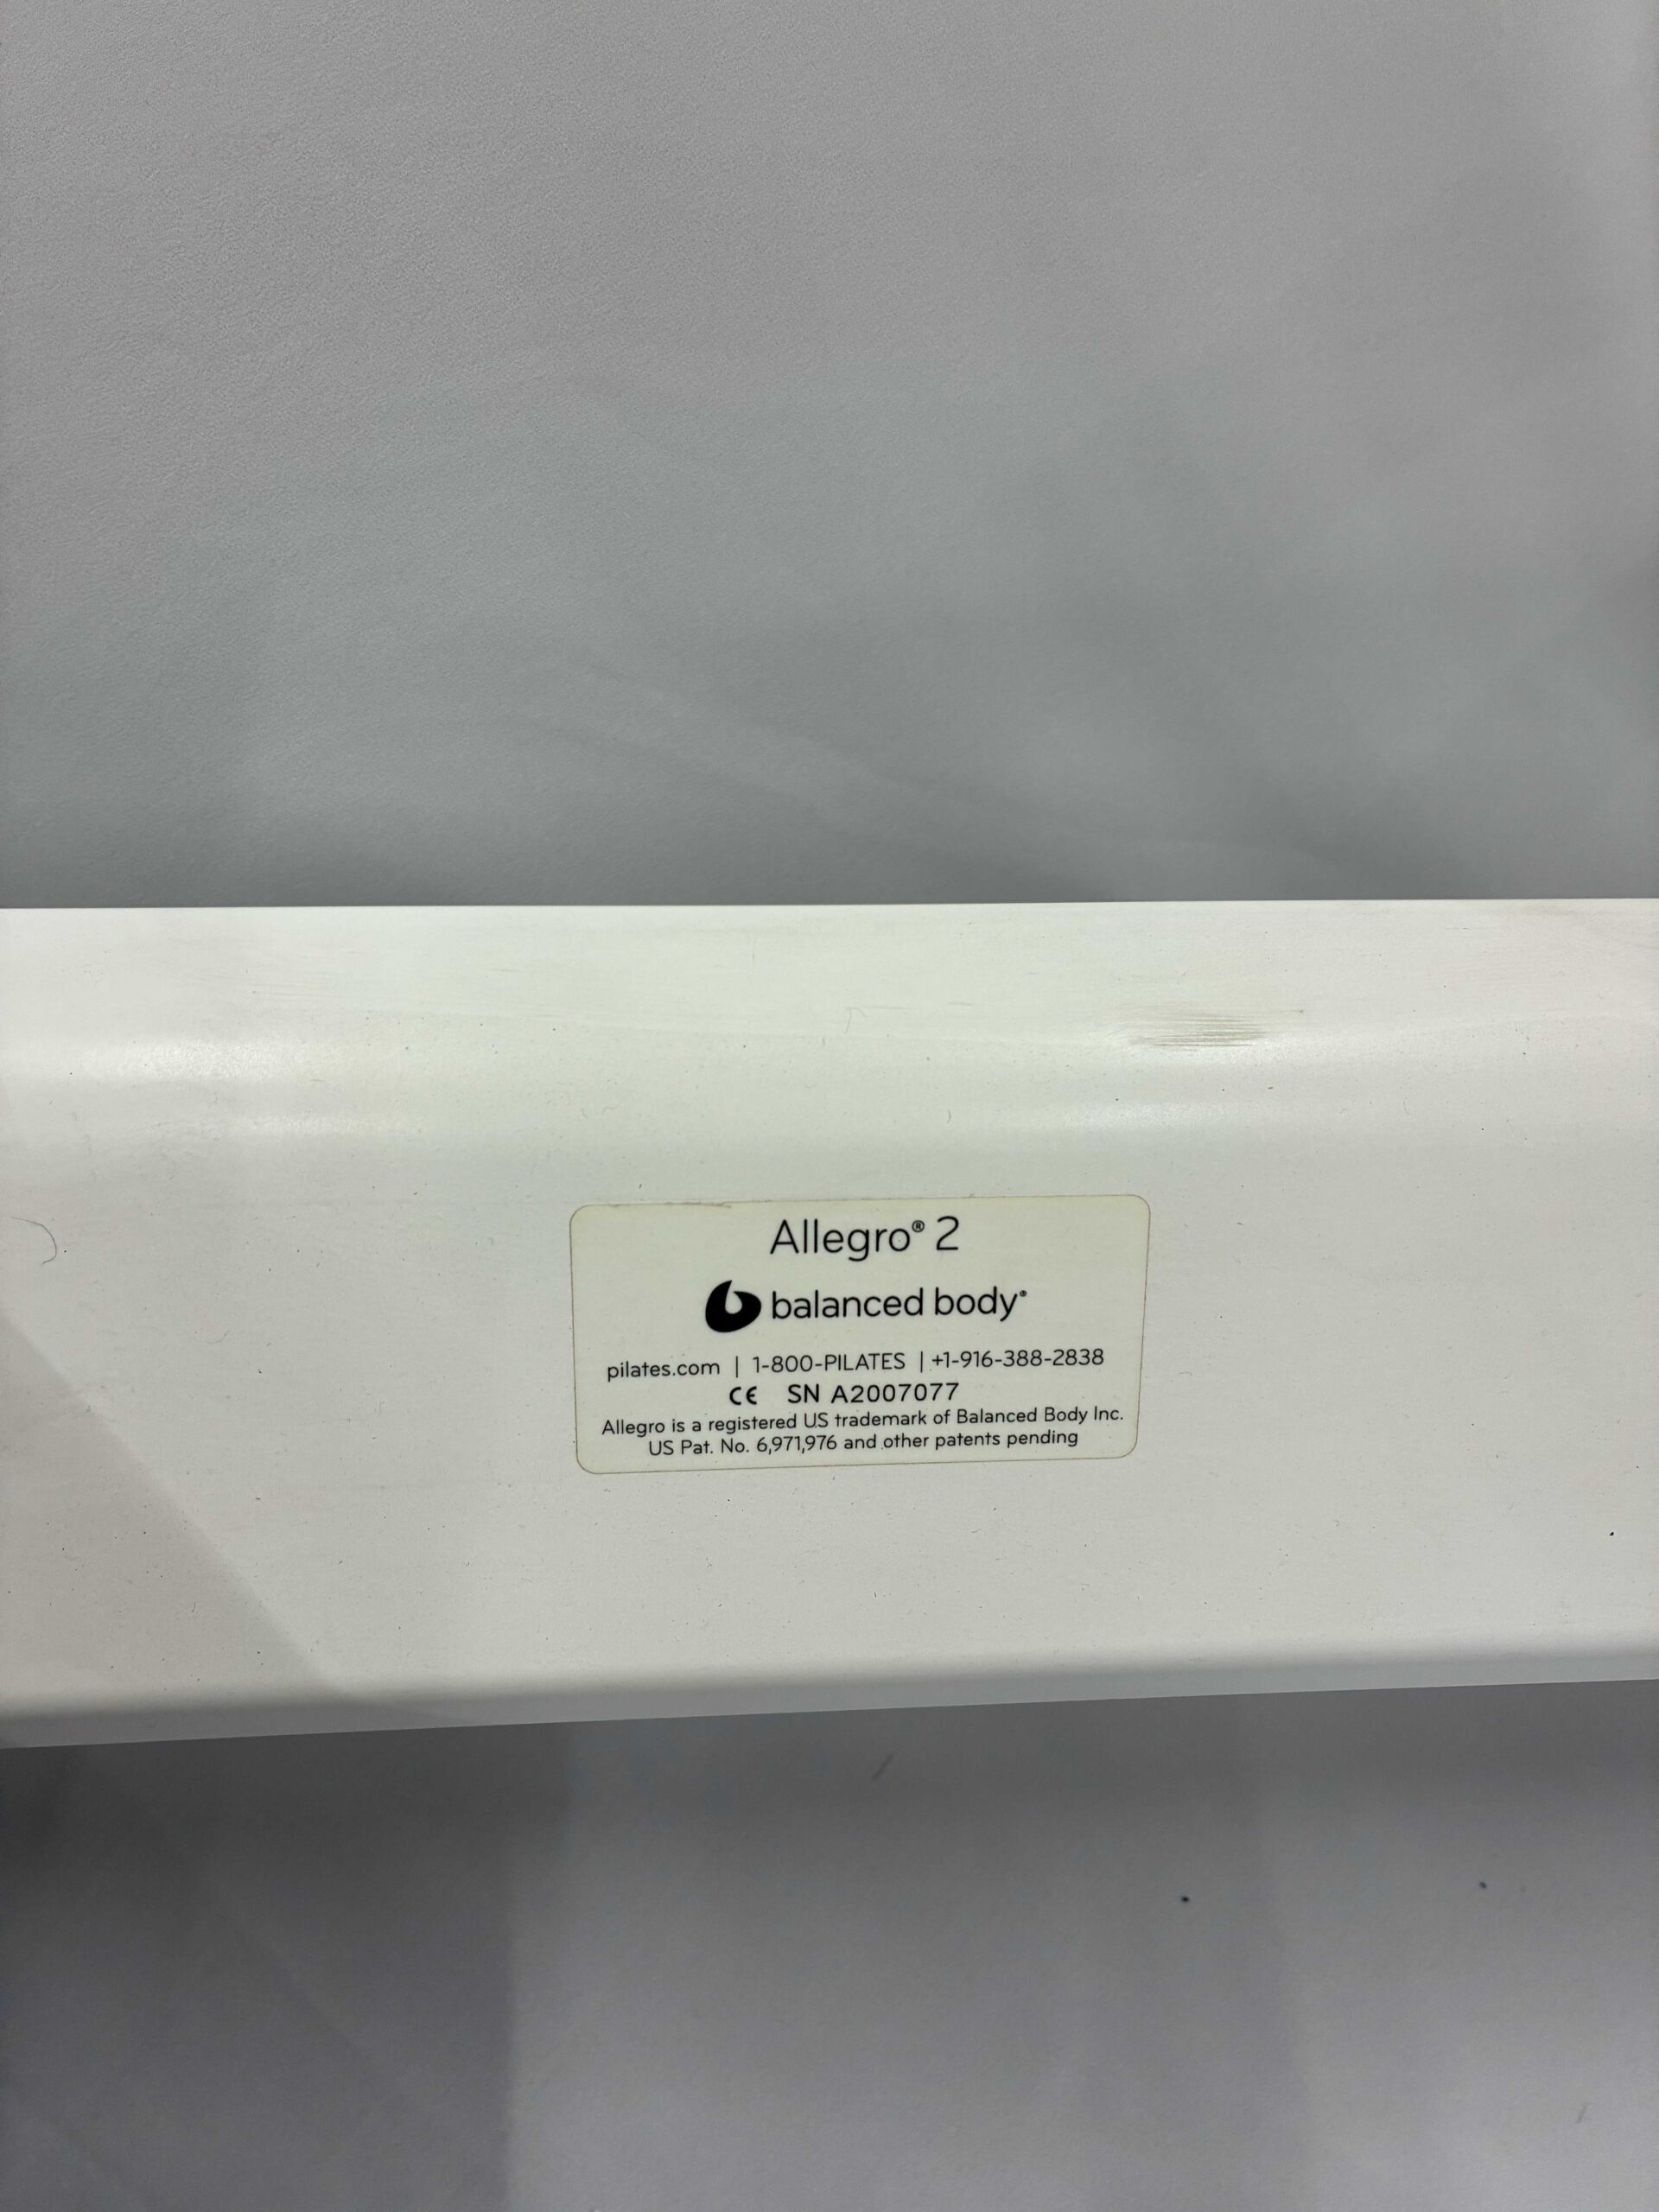 Allegro® 2
balanced body®
pilates.com | 1-800-PILATES | +1-916-388-2838
CE SN A2007077
Allegro is a registered US trademark of Balanced Body Inc.
US Pat. No. 6,971,976 and other patents pending